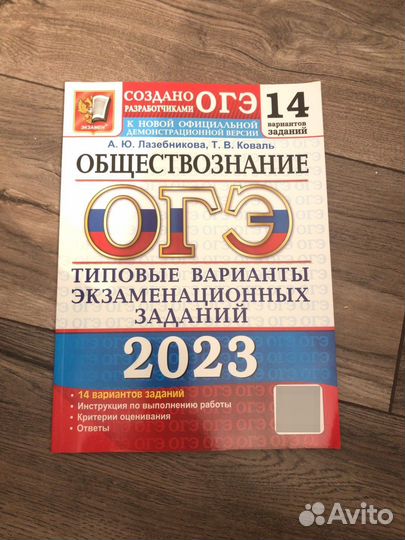 СОЗДАНО
РАЗРАБОТЧИКАМИ ОГЭ
К НОВОЙ ОФИЦИАЛЬНОЙ
ДЕМОНСТРАЦИОННОЙ ВЕРСИИ
14
вариантов
заданий
ЭКЗАМЕН
А. Ю. Лазебникова, Т. В. Коваль
ОБЩЕСТВОЗНАНИЕ
ОГЭ
ТИПОВЫЕ ВАРИАНТЫ
ЭКЗАМЕНАЦИОННЫХ
ЗАДАНИЙ
2023
• 14 вариантов заданий
• Инструкция по выполнению работы
• Критерии оценивания
• Ответы
Avito